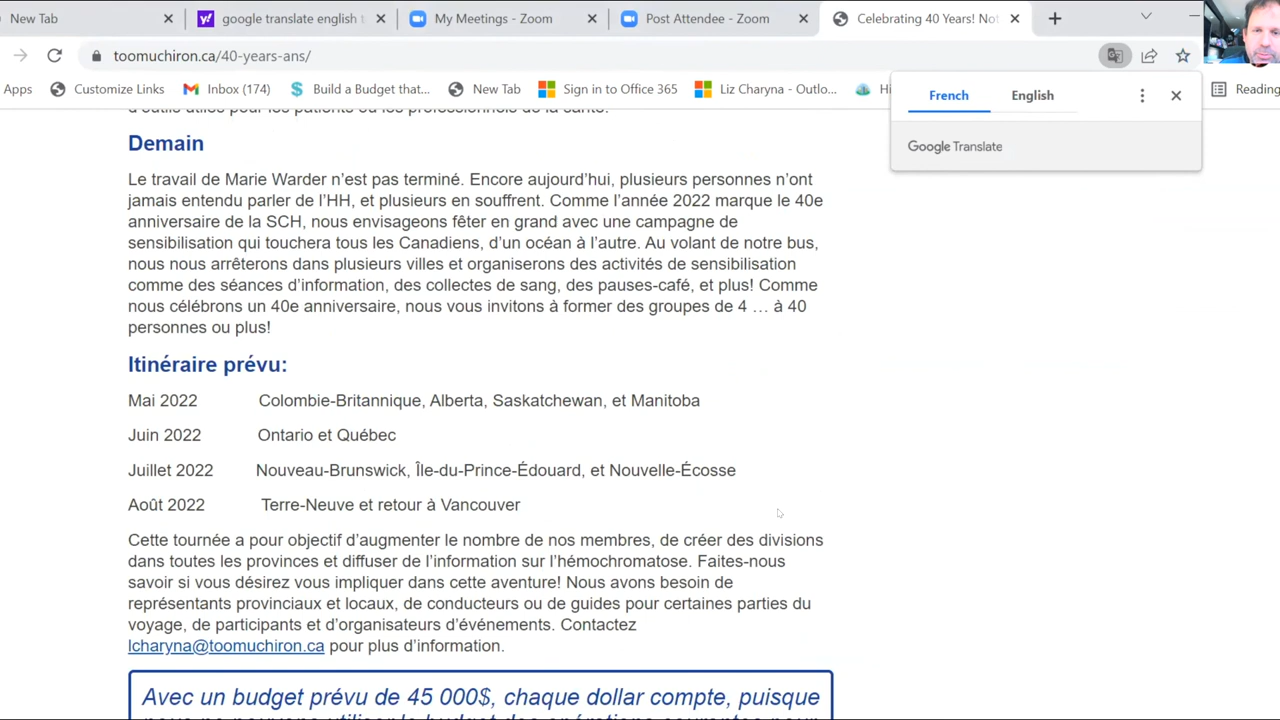 New Tab
google translate english t
My Meetings - Zoom
Post Attendee - Zoom
Celebrating 40 Years! Not
toomuchiron.ca/40-years-ans/
Apps
Customize Links
Inbox (174)
Build a Budget that...
New Tab
Sign in to Office 365
Liz Charyna - Outlo...
Reading
French
English
Google Translate
d'outils utiles pour les patients ou les professionnels de la santé.
Demain
Le travail de Marie Warder n'est pas terminé. Encore aujourd'hui, plusieurs personnes n'ont
jamais entendu parler de l'HH, et plusieurs en souffrent. Comme l'année 2022 marque le 40e
anniversaire de la SCH, nous envisageons fêter en grand avec une campagne de
sensibilisation qui touchera tous les Canadiens, d'un océan à l'autre. Au volant de notre bus,
nous nous arrêterons dans plusieurs villes et organiserons des activités de sensibilisation
comme des séances d'information, des collectes de sang, des pauses-café, et plus! Comme
nous célébrons un 40e anniversaire, nous vous invitons à former des groupes de 4 … à 40
personnes ou plus!
Itinéraire prévu:
Mai 2022 Colombie-Britannique, Alberta, Saskatchewan, et Manitoba
Juin 2022 Ontario et Québec
Juillet 2022 Nouveau-Brunswick, Île-du-Prince-Édouard, et Nouvelle-Écosse
Août 2022 Terre-Neuve et retour à Vancouver
Cette tournée a pour objectif d'augmenter le nombre de nos membres, de créer des divisions
dans toutes les provinces et diffuser de l'information sur l'hémochromatose. Faites-nous
savoir si vous désirez vous impliquer dans cette aventure! Nous avons besoin de
représentants provinciaux et locaux, de conducteurs ou de guides pour certaines parties du
voyage, de participants et d'organisateurs d'événements. Contactez
lcharyna@toomuchiron.ca pour plus d'information.
Avec un budget prévu de 45 000$, chaque dollar compte, puisque